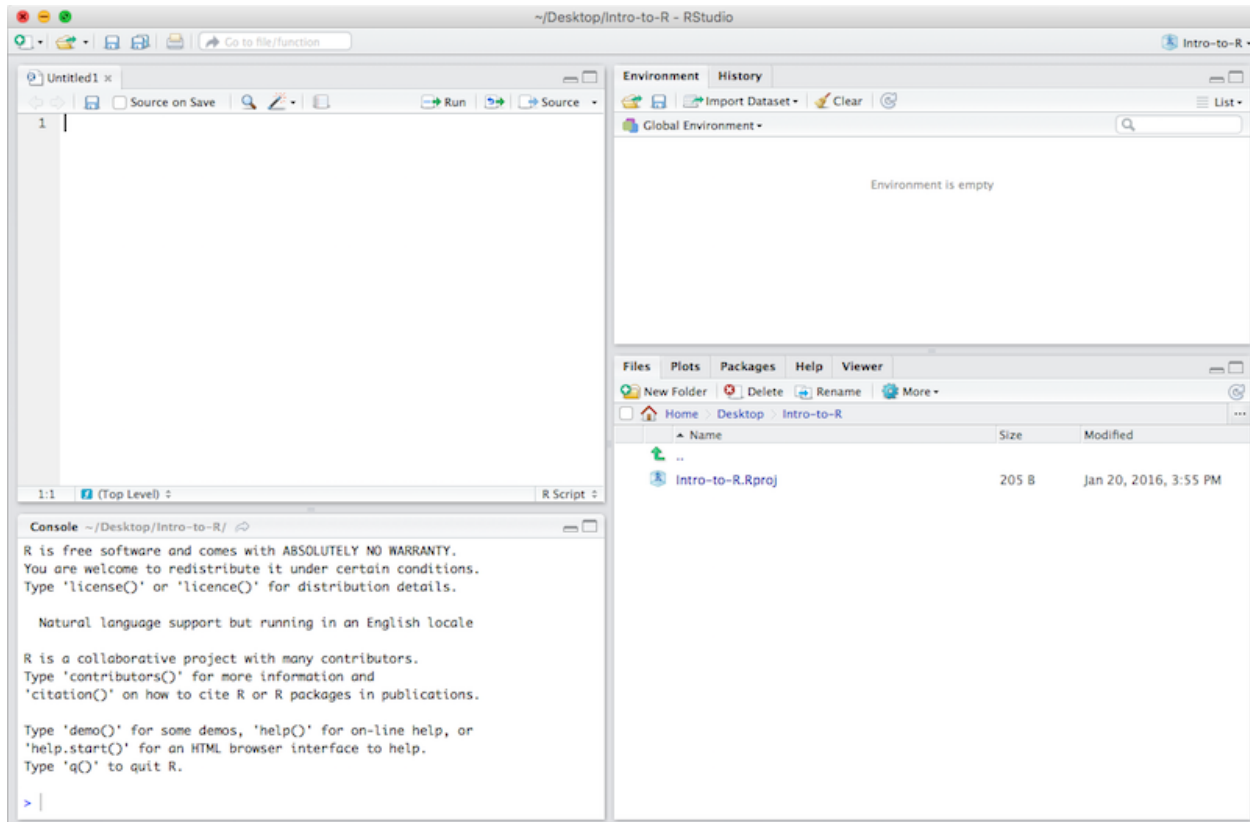 ~/Desktop/Intro-to-R - RStudio
Go to file/function
Intro-to-R
Untitled1 ×
Source on Save Run Source
1
1:1 (Top Level) R Script
Console ~/Desktop/Intro-to-R/
R is free software and comes with ABSOLUTELY NO WARRANTY.
You are welcome to redistribute it under certain conditions.
Type 'license()' or 'licence()' for distribution details.
Natural language support but running in an English locale
R is a collaborative project with many contributors.
Type 'contributors()' for more information and
'citation()' on how to cite R or R packages in publications.
Type 'demo()' for some demos, 'help()' for on-line help, or
'help.start()' for an HTML browser interface to help.
Type 'q()' to quit R.
>
Environment History
Import Dataset Clear List
Global Environment
Environment is empty
Files Plots Packages Help Viewer
New Folder Delete Rename More
Home Desktop Intro-to-R ...
Name Size Modified
..
Intro-to-R.Rproj 205 B Jan 20, 2016, 3:55 PM